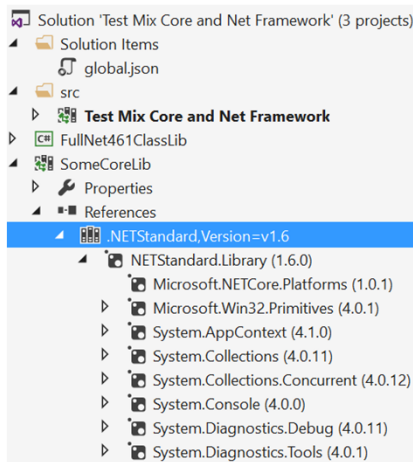 Solution 'Test Mix Core and Net Framework' (3 projects)
Solution Items
global.json
src
Test Mix Core and Net Framework
C# FullNet461ClassLib
SomeCoreLib
Properties
References
.NETStandard,Version=v1.6
NETStandard.Library (1.6.0)
Microsoft.NETCore.Platforms (1.0.1)
Microsoft.Win32.Primitives (4.0.1)
System.AppContext (4.1.0)
System.Collections (4.0.11)
System.Collections.Concurrent (4.0.12)
System.Console (4.0.0)
System.Diagnostics.Debug (4.0.11)
System.Diagnostics.Tools (4.0.1)